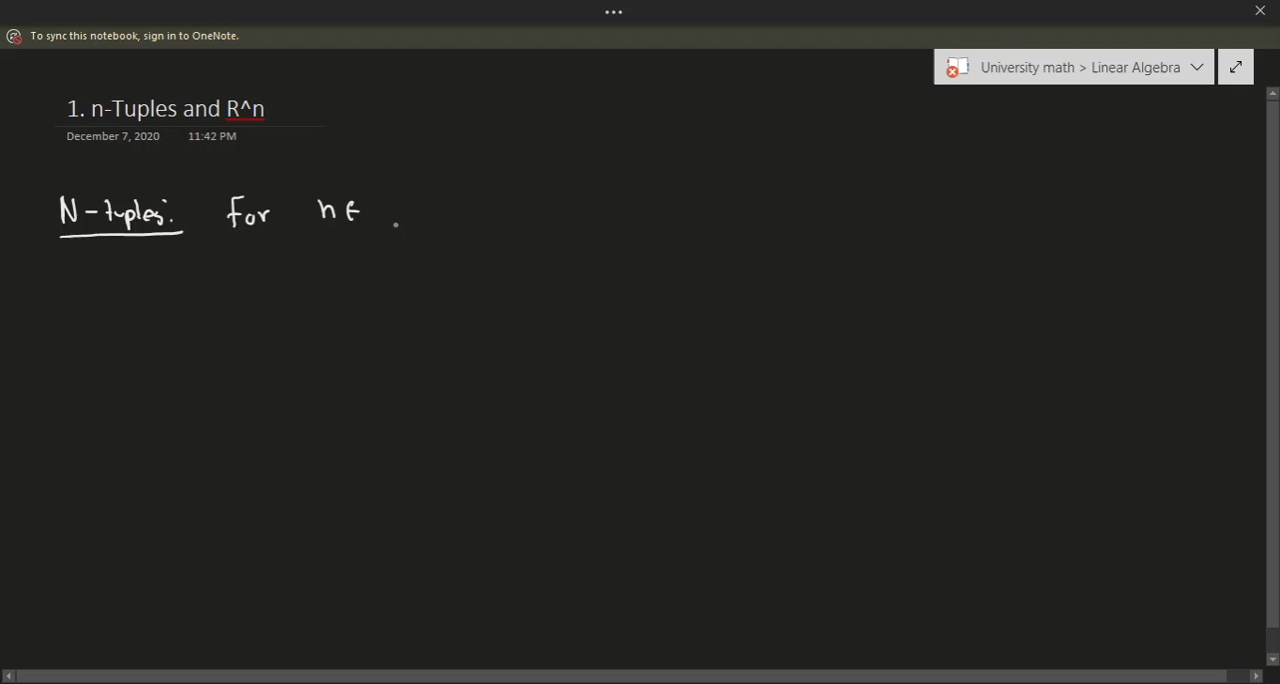 To sync this notebook, sign in to OneNote.
University math > Linear Algebra
1. n-Tuples and R^n
December 7, 2020 11:42 PM
N-tuples: For n ∈